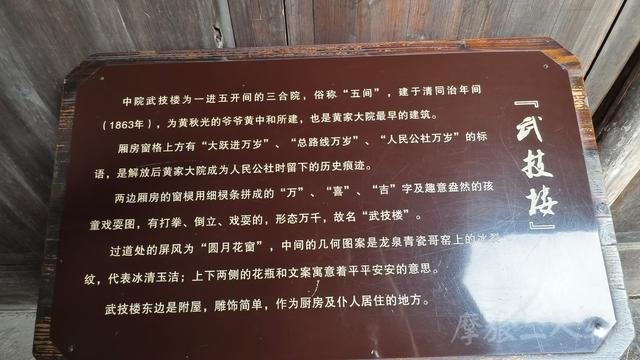 『武技楼』
中院武技楼为一进五开间的三合院，俗称“五间”，建于清同治年间
（1863年），为黄秋光的爷爷黄中和所建，也是黄家大院最早的建筑。
厢房窗格上方有“大跃进万岁”、“总路线万岁”、“人民公社万岁”的标
语，是解放后黄家大院成为人民公社时留下的历史痕迹。
两边厢房的窗棂用细棂条拼成的“万”、“喜”、“吉”字及趣意盎然的孩
童戏耍图，有打拳、倒立、戏耍的，形态万千，故名“武技楼”。
过道处的屏风为“圆月花窗”，中间的几何图案是龙泉青瓷哥窑上的冰裂
纹，代表冰清玉洁；上下两侧的花瓶和文案寓意着平平安安的意思。
武技楼东边是附屋，雕饰简单，作为厨房及仆人居住的地方。